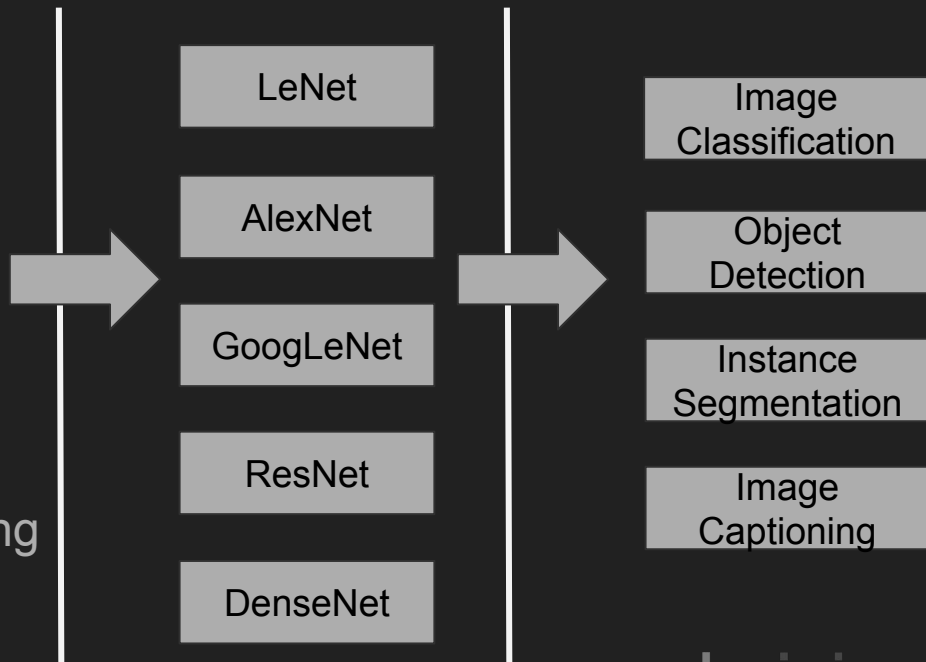 LeNet
AlexNet
GoogLeNet
ResNet
DenseNet
Image
Classification
Object
Detection
Instance
Segmentation
Image
Captioning